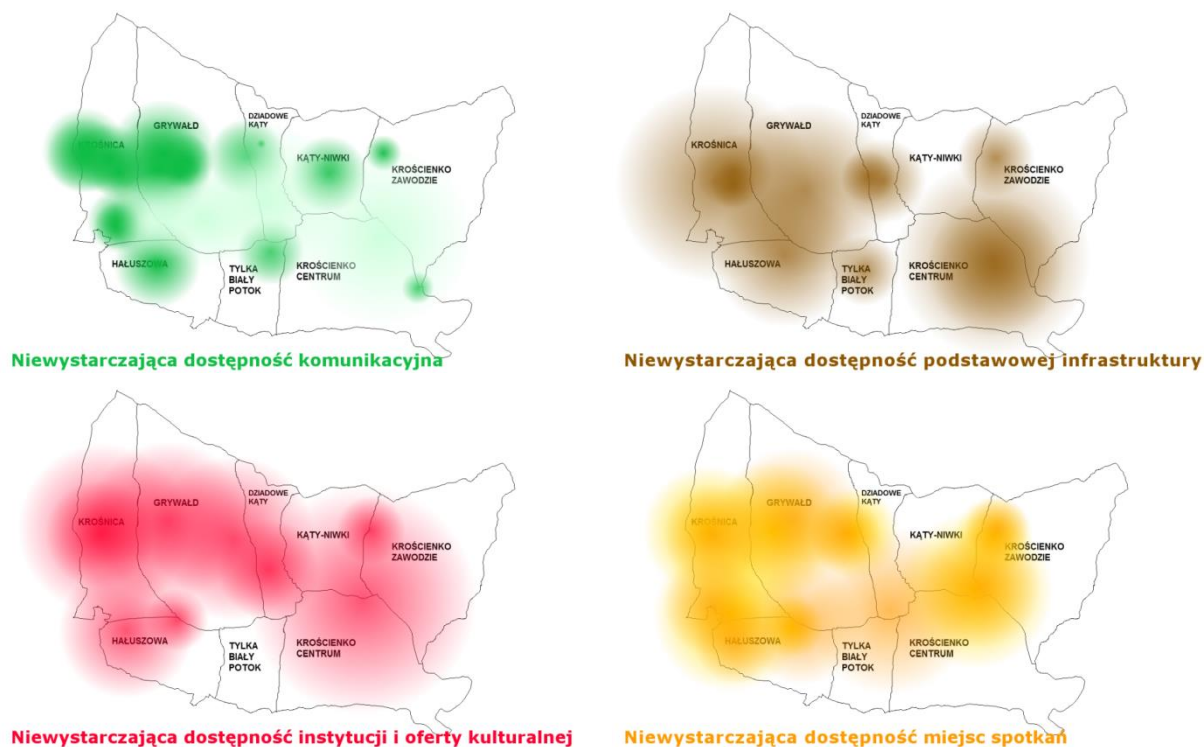 GRYWAŁD
DZIADOWE
KĄTY
KROŚNICA
KĄTY-NIWKI
KROŚCIENKO
ZAWODZIE
HAŁUSZOWA
TYLKA
BIAŁY
POTOK
KROŚCIENKO
CENTRUM
Niewystarczająca dostępność komunikacyjna
GRYWAŁD
DZIADOWE
KĄTY
KROŚNICA
KĄTY-NIWKI
KROŚCIENKO
ZAWODZIE
HAŁUSZOWA
TYLKA
BIAŁY
POTOK
KROŚCIENKO
CENTRUM
Niewystarczająca dostępność podstawowej infrastruktury
GRYWAŁD
DZIADOWE
KĄTY
KROŚNICA
KĄTY-NIWKI
KROŚCIENKO
ZAWODZIE
HAŁUSZOWA
TYLKA
BIAŁY
POTOK
KROŚCIENKO
CENTRUM
Niewystarczająca dostępność instytucji i oferty kulturalnej
GRYWAŁD
DZIADOWE
KĄTY
KROŚNICA
KĄTY-NIWKI
KROŚCIENKO
ZAWODZIE
HAŁUSZOWA
TYLKA
BIAŁY
POTOK
KROŚCIENKO
CENTRUM
Niewystarczająca dostępność miejsc spotkań